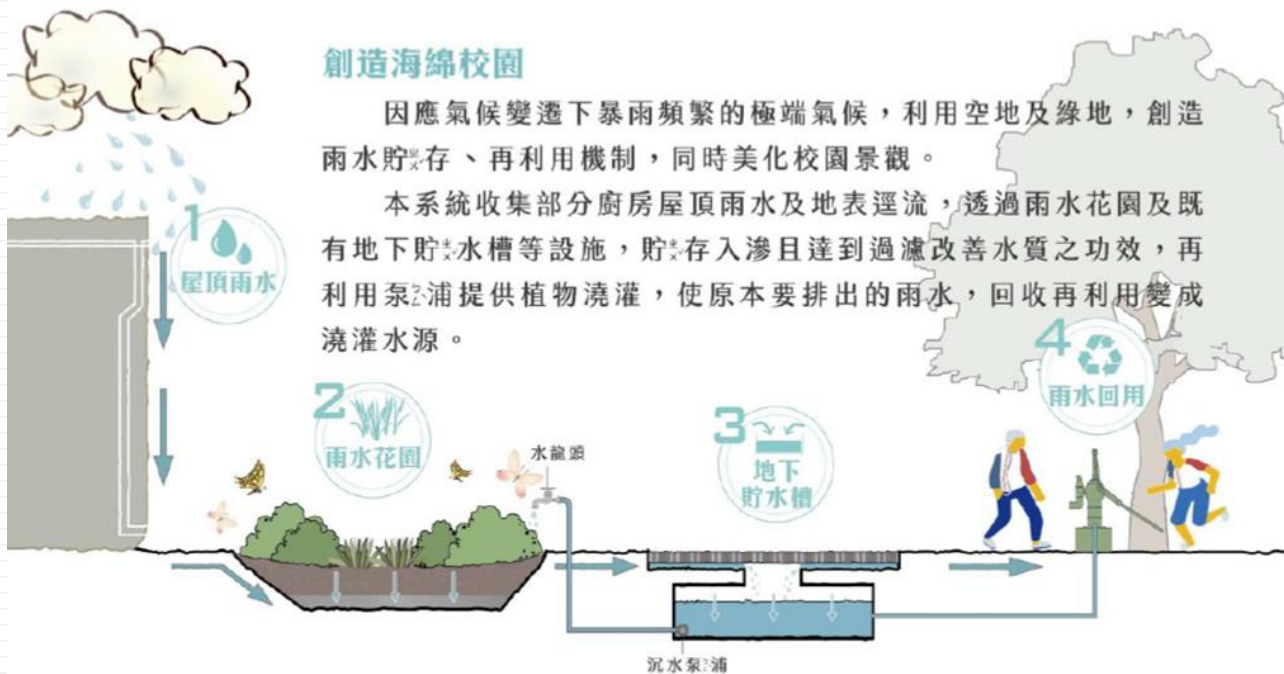 創造海綿校園
因應氣候變遷下暴雨頻繁的極端氣候，利用空地及綠地，創造
雨水貯ㄓㄨ存、再利用機制，同時美化校園景觀。
本系統收集部分廚房屋頂雨水及地表逕流，透過雨水花園及既
有地下貯ㄓㄨ水槽等設施，貯ㄓㄨ存入滲且達到過濾改善水質之功效，再
利用泵浦提供植物澆灌，使原本要排出的雨水，回收再利用變成
澆灌水源。
1
屋頂雨水
2
雨水花園
水龍頭
3
地下
貯水槽
4
雨水回用
沉水泵浦